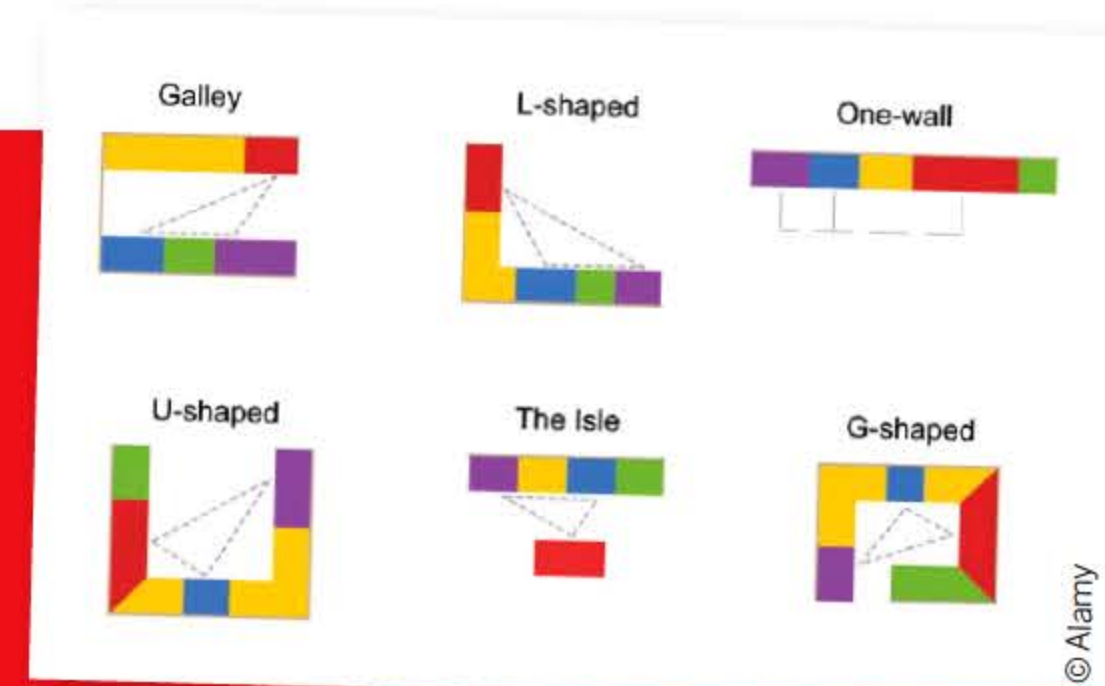 Galley
L-shaped
One-wall
U-shaped
The Isle
G-shaped
© Alamy